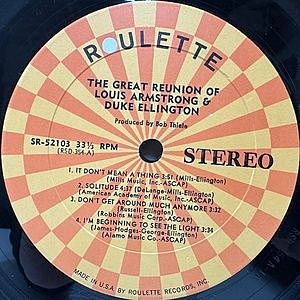 ROULETTE
THE GREAT REUNION OF
LOUIS ARMSTRONG &
DUKE ELLINGTON
Produced by Bob Thiele
SR-52103 33⅓ RPM
(RSD-354-A)
STEREO
1. IT DON'T MEAN A THING 3:51 (Mills-Ellington)
(Mills Music, Inc.-ASCAP)
2. SOLITUDE 4:37 (DeLange-Mills-Ellington)
(American Academy of Music, Inc.-ASCAP)
3. DON'T GET AROUND MUCH ANYMORE 3:32
(Russell-Ellington)
(Robbins Music Corp.-ASCAP)
4. I'M BEGINNING TO SEE THE LIGHT 3:36
(James-Hodges-George-Ellington)
(Alamo Music Co.-ASCAP)
MADE IN U.S.A. BY ROULETTE RECORDS, INC.